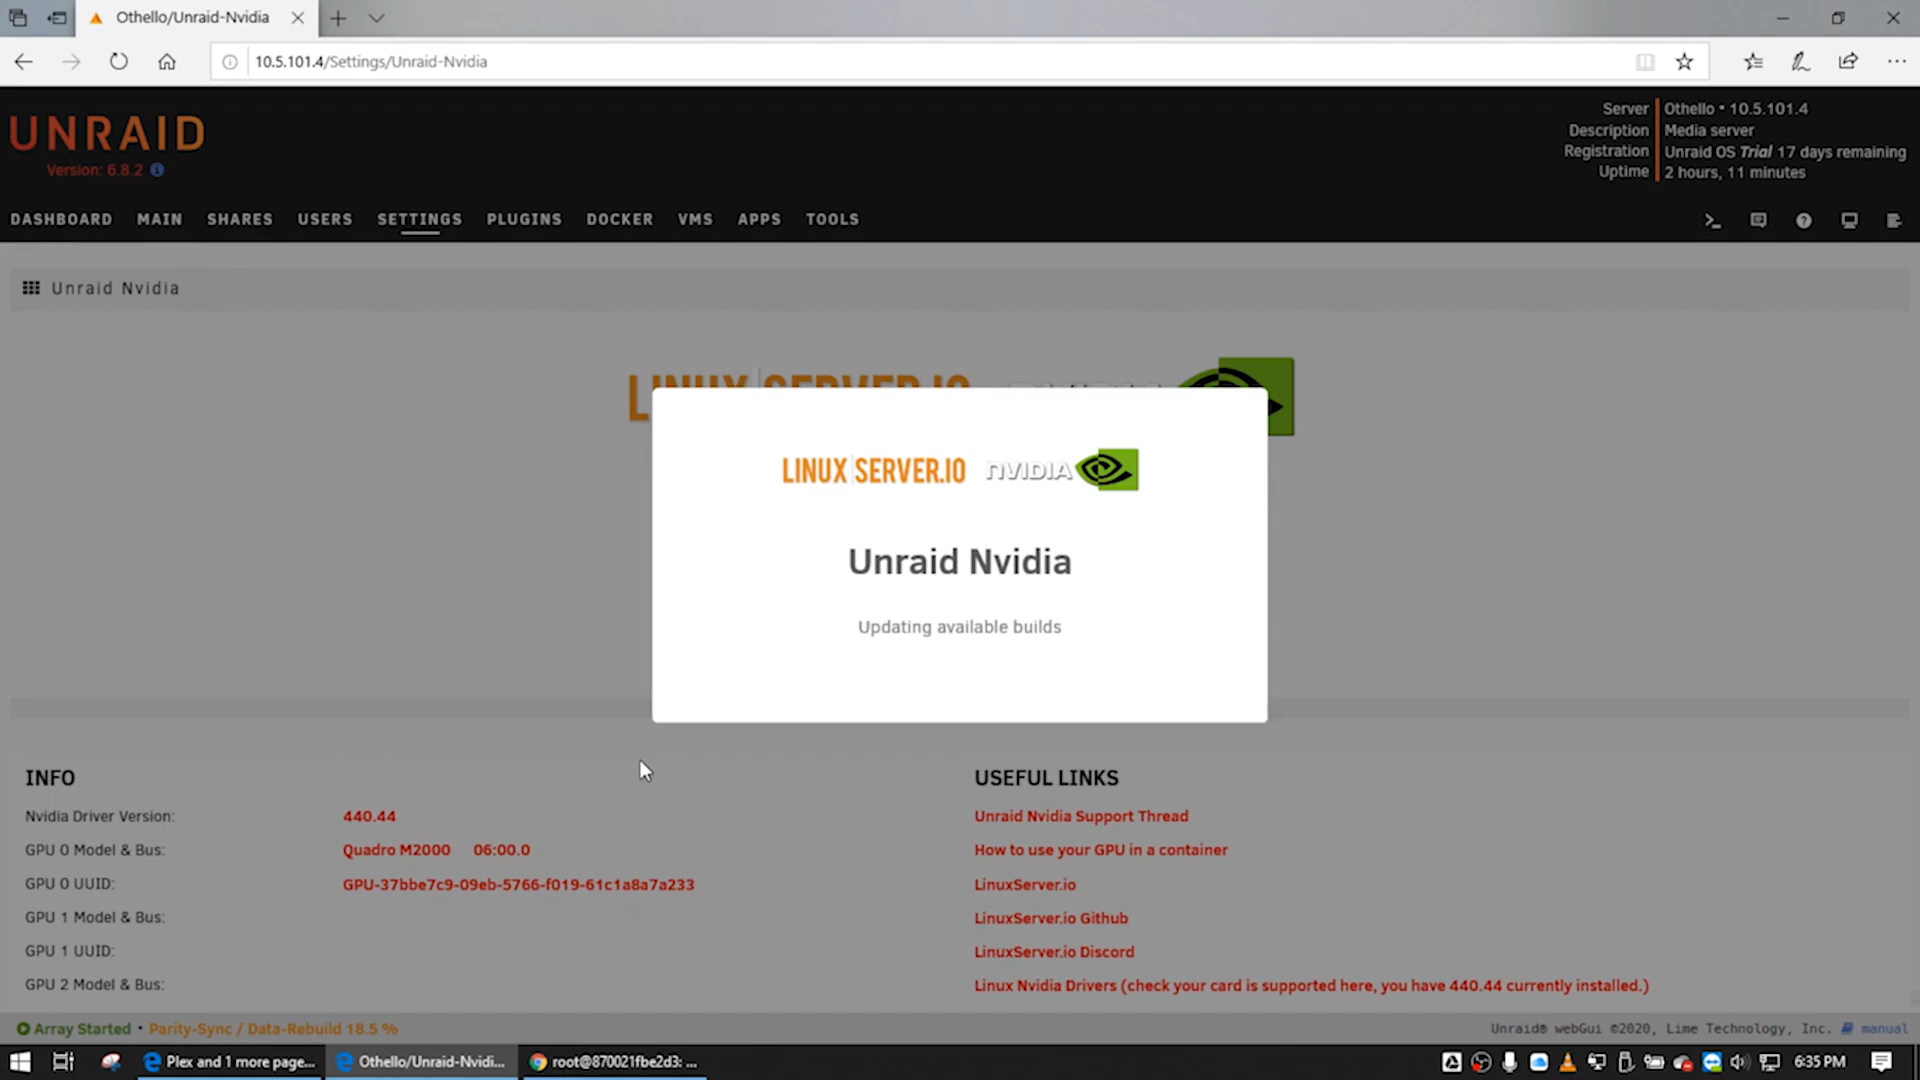 Othello/Unraid-Nvidia
10.5.101.4/Settings/Unraid-Nvidia
UNRAID
Version: 6.8.2
Server
Othello • 10.5.101.4
Description
Media server
Registration
Unraid OS Trial 17 days remaining
Uptime
2 hours, 11 minutes
DASHBOARD MAIN SHARES USERS SETTINGS PLUGINS DOCKER VMS APPS TOOLS
Unraid Nvidia
LINUX SERVER.IO NVIDIA
LINUX SERVER.IO NVIDIA
Unraid Nvidia
Updating available builds
INFO
Nvidia Driver Version: 440.44
GPU 0 Model & Bus: Quadro M2000 06:00.0
GPU 0 UUID: GPU-37bbe7c9-09eb-5766-f019-61c1a8a7a233
GPU 1 Model & Bus:
GPU 1 UUID:
GPU 2 Model & Bus:
USEFUL LINKS
Unraid Nvidia Support Thread
How to use your GPU in a container
LinuxServer.io
LinuxServer.io Github
LinuxServer.io Discord
Linux Nvidia Drivers (check your card is supported here, you have 440.44 currently installed.)
Array Started • Parity-Sync / Data-Rebuild 18.5 %
Unraid® webGui ©2020, Lime Technology, Inc. manual
Plex and 1 more page...
Othello/Unraid-Nvidi...
root@870021fbe2d3: ...
6:35 PM